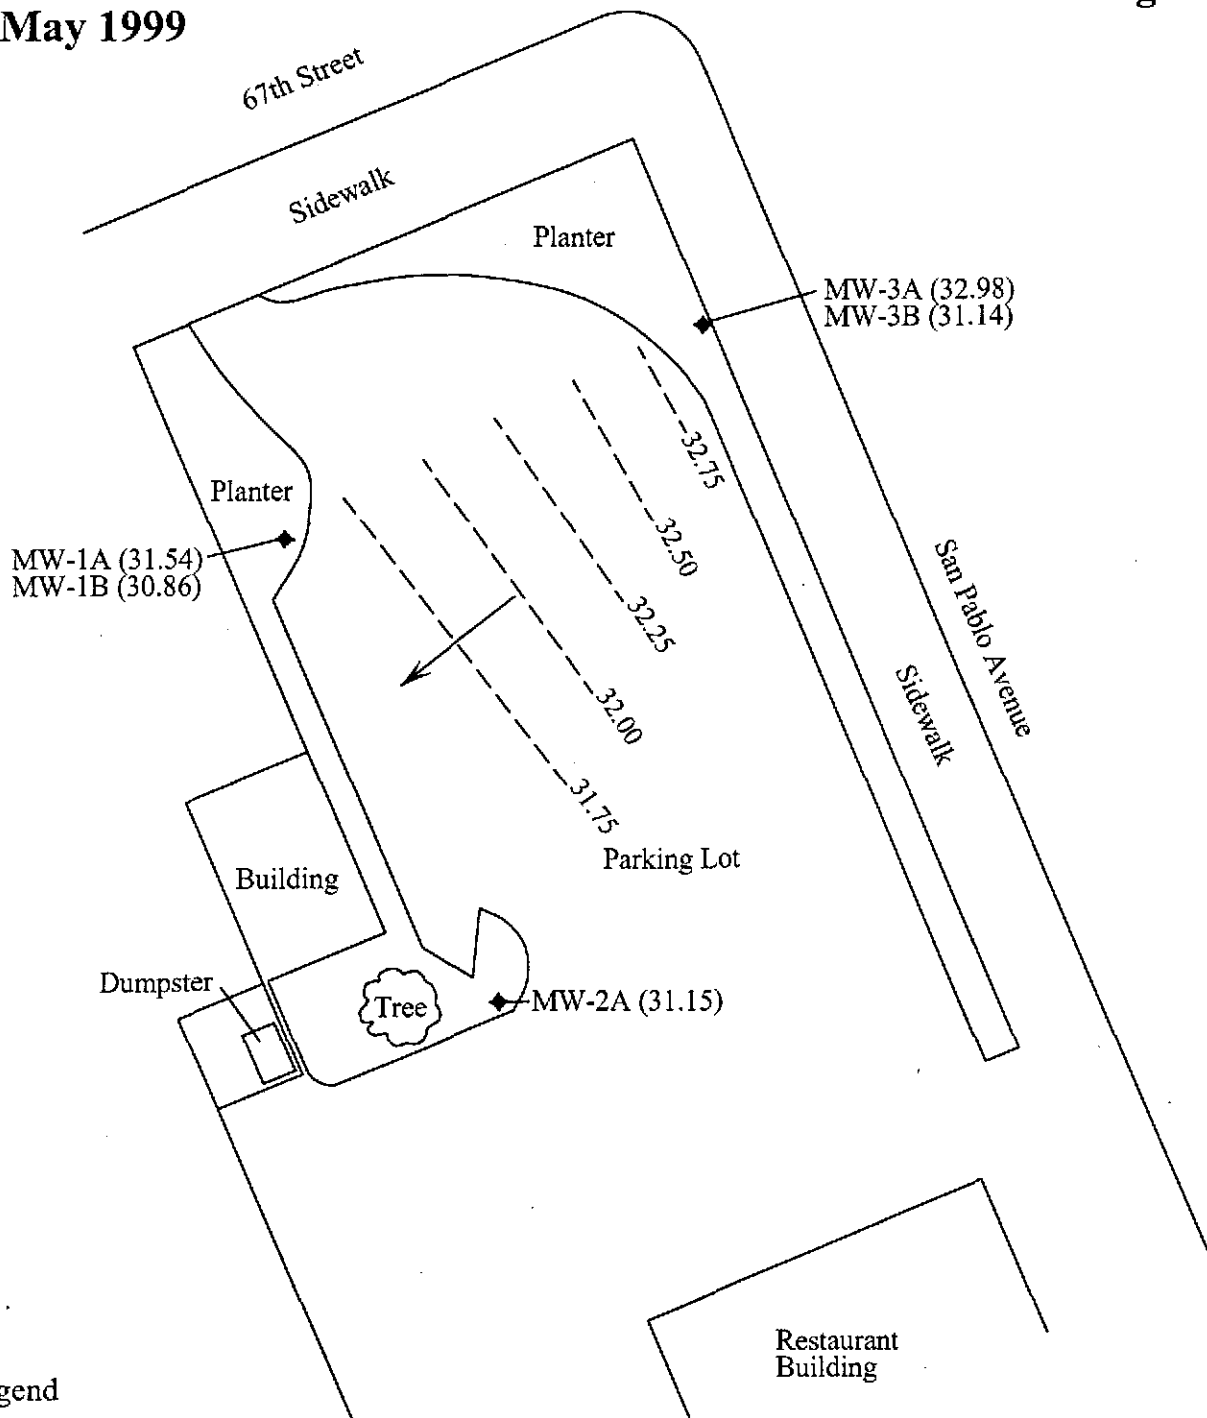 May 1999
67th Street
Sidewalk
Planter
MW-3A (32.98)
MW-3B (31.14)
32.75
Planter
32.50
MW-1A (31.54)
MW-1B (30.86)
32.25
San Pablo Avenue
Sidewalk
32.00
31.75
Parking Lot
Building
Dumpster
Tree
MW-2A (31.15)
Restaurant
Building
gend